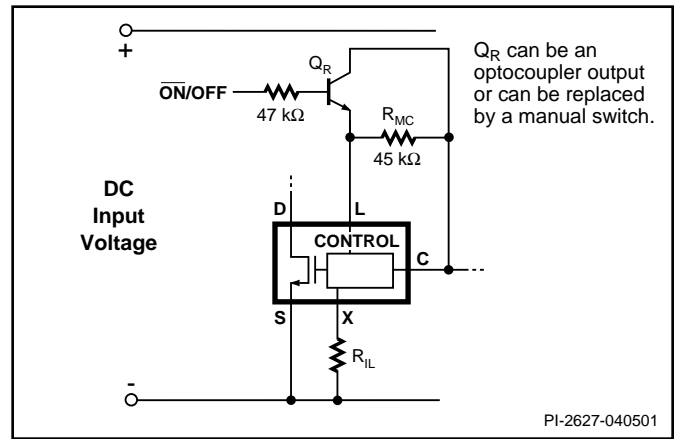 +
Q_R
Q_R can be an
optocoupler output
or can be replaced
by a manual switch.
O̅N̅/OFF
47 kΩ
R_MC
45 kΩ
DC
Input
Voltage
D
L
CONTROL
C
S
X
R_IL
-
PI-2627-040501